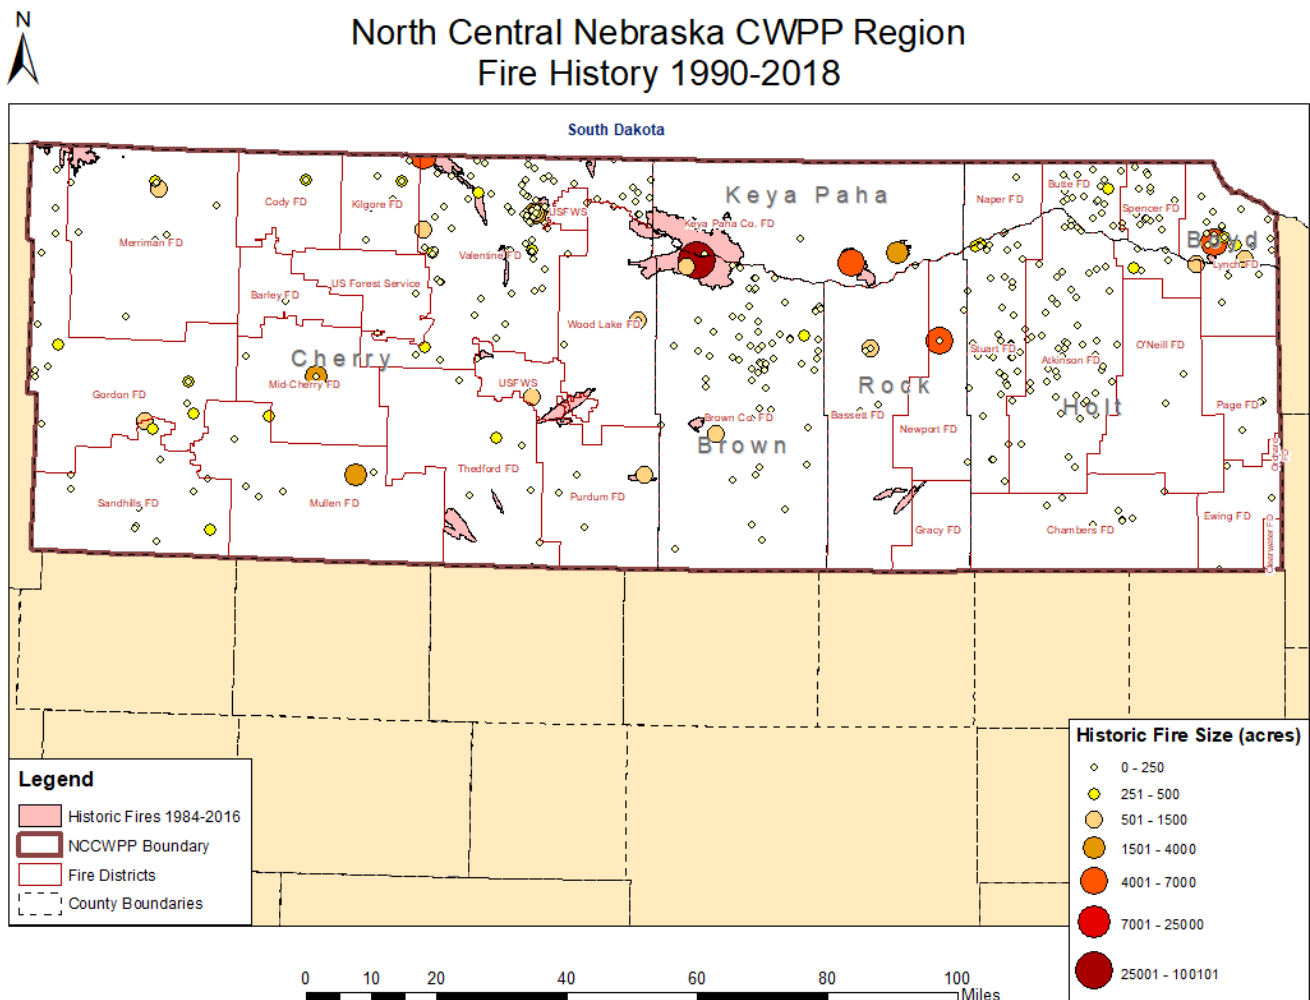 N
North Central Nebraska CWPP Region
Fire History 1990-2018
South Dakota
Keya Paha
Naper FD
Butte FD
Spencer FD
Cody FD
Kilgore FD
USFWS
Keya Paha Co. FD
Merriman FD
Valentine FD
Boyd
Lynch FD
US Forest Service
Barley FD
Wood Lake FD
Cherry
Mid-Cherry FD
USFWS
Stuart FD
Atkinson FD
O'Neill FD
Gordon FD
Rock
Holt
Page FD
Brown Co. FD
Bassett FD
Newport FD
Brown
Orchard FD
Thedford FD
Sandhills FD
Mullen FD
Purdum FD
Gracy FD
Chambers FD
Ewing FD
Clearwater FD
Legend
Historic Fires 1984-2016
NCCWPP Boundary
Fire Districts
County Boundaries
Historic Fire Size (acres)
0 - 250
251 - 500
501 - 1500
1501 - 4000
4001 - 7000
7001 - 25000
25001 - 100101
0 10 20 40 60 80 100
Miles